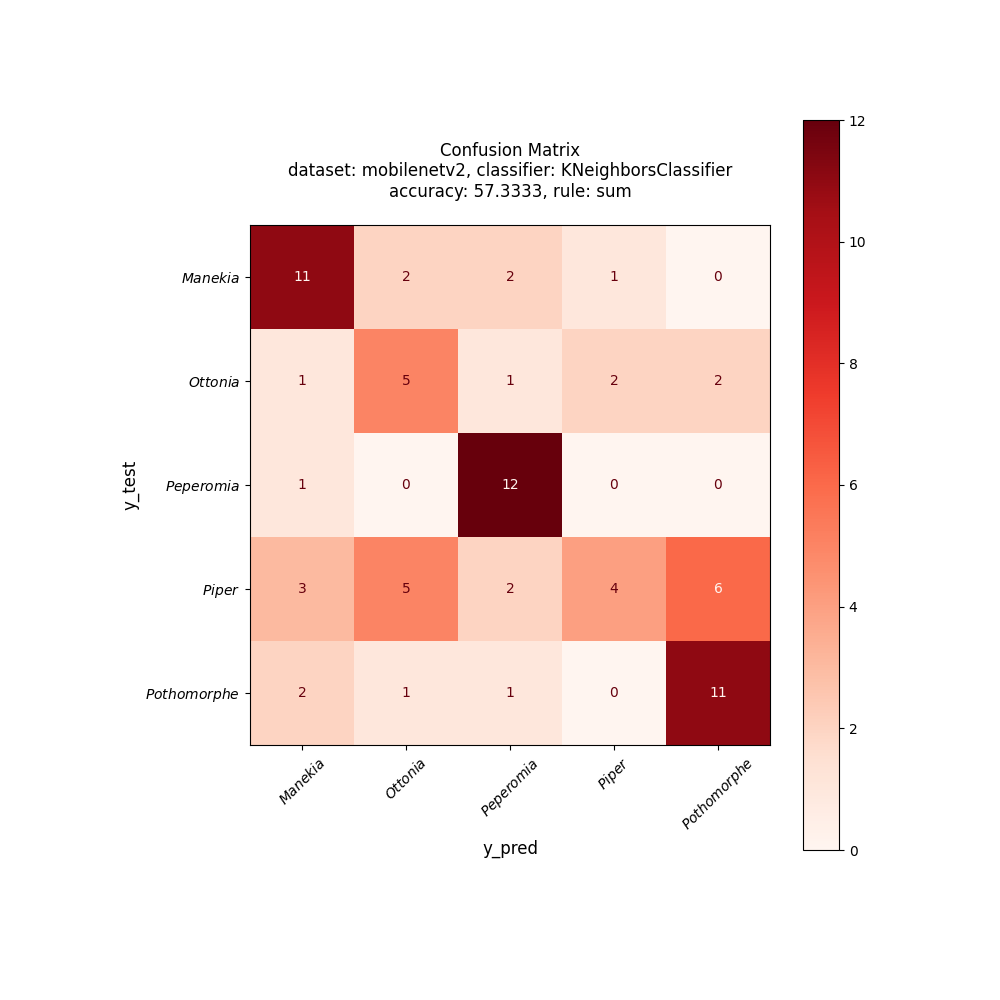 Confusion Matrix
dataset: mobilenetv2, classifier: KNeighborsClassifier
accuracy: 57.3333, rule: sum
Manekia 11 2 2 1 0
Ottonia 1 5 1 2 2
Peperomia 1 0 12 0 0
Piper 3 5 2 4 6
Pothomorphe 2 1 1 0 11
Manekia Ottonia Peperomia Piper Pothomorphe
y_test
y_pred
12
10
8
6
4
2
0